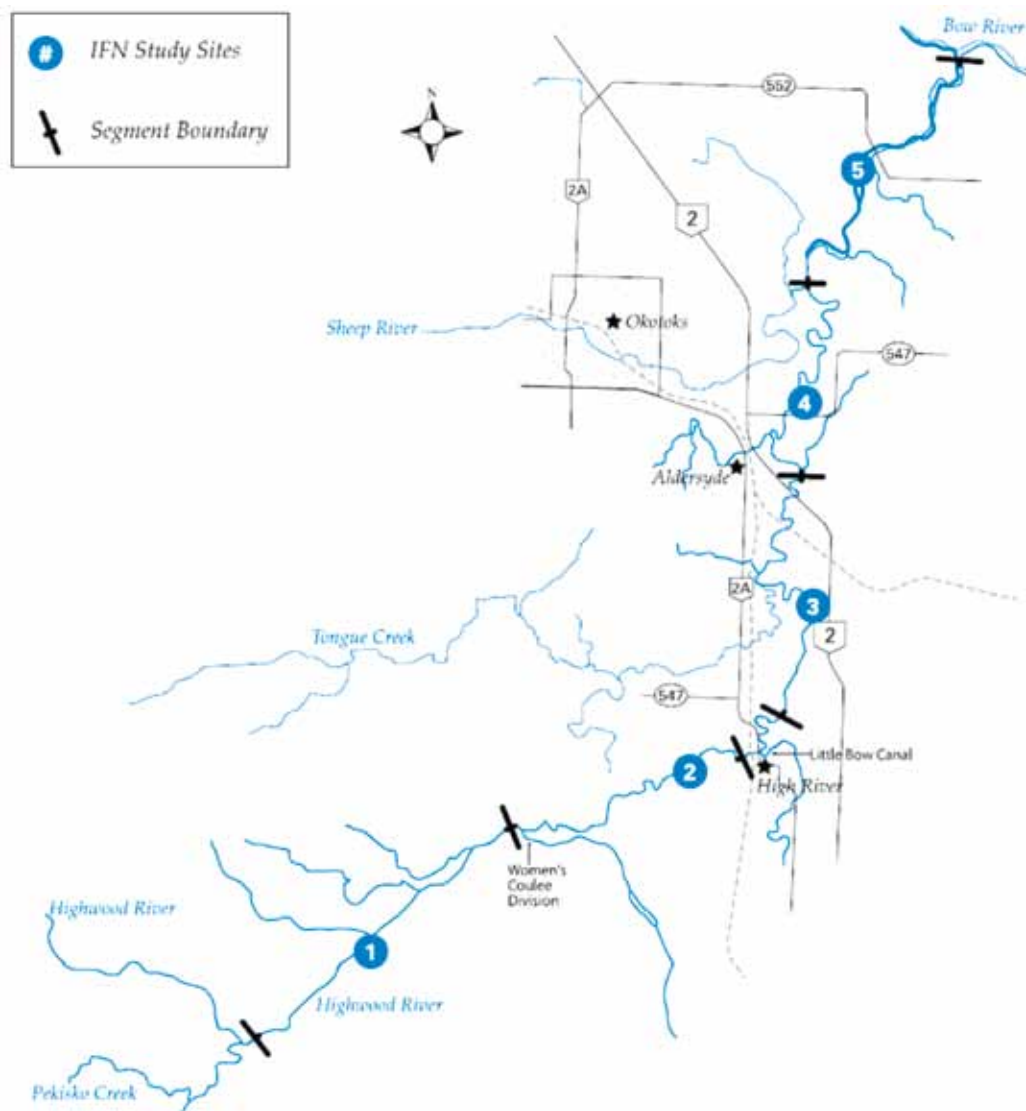 # IFN Study Sites
Segment Boundary
N
Bow River
552
5
2A
2
Okotoks
Sheep River
547
4
Aldersyde
3
2A
2
Tongue Creek
547
Little Bow Canal
2
High River
Women's
Coulee
Division
Highwood River
1
Highwood River
Pekisko Creek